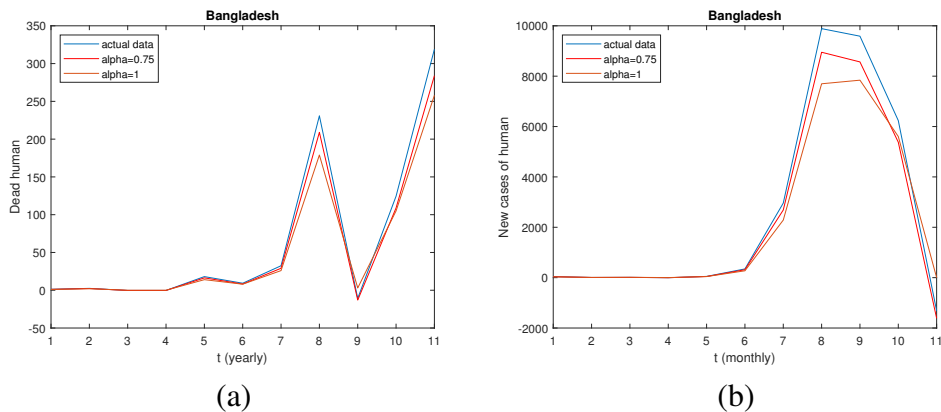 Bangladesh
350
300
250
200
150
100
50
0
-50
Dead human
actual data
alpha=0.75
alpha=1
1 2 3 4 5 6 7 8 9 10 11
t (yearly)
(a)
Bangladesh
10000
8000
6000
4000
2000
0
-2000
New cases of human
actual data
alpha=0.75
alpha=1
1 2 3 4 5 6 7 8 9 10 11
t (monthly)
(b)